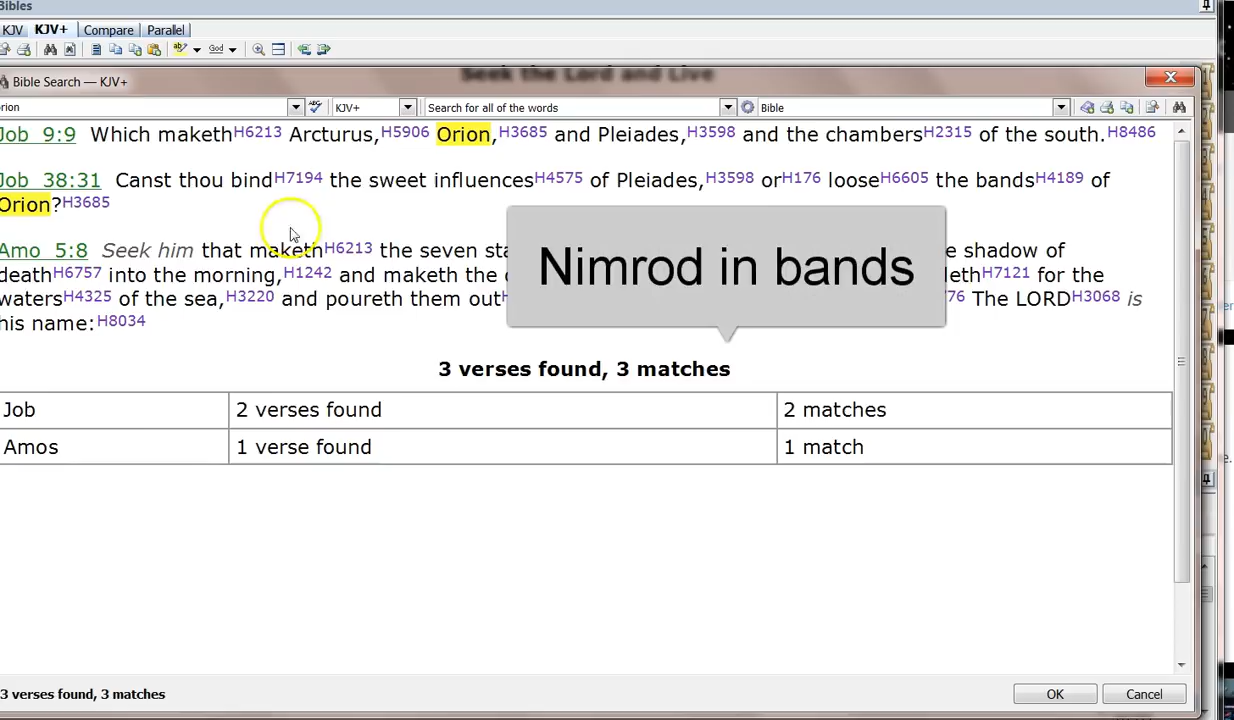 Bibles
KJV KJV+ Compare Parallel
God
Seek the Lord and Live
Bible Search — KJV+
orion KJV+ Search for all of the words Bible
Job 9:9 Which makethH6213 Arcturus,H5906 Orion,H3685 and Pleiades,H3598 and the chambersH2315 of the south.H8486
Job 38:31 Canst thou bindH7194 the sweet influencesH4575 of Pleiades,H3598 orH176 looseH6605 the bandsH4189 of
Orion?H3685
Amo 5:8 Seek him that makethH6213 the seven shadow of
deathH6757 into the morning,H1242 and maketh the H7121 for the
watersH4325 of the sea,H3220 and poureth them out The LORDH3068 is
his name:H8034
Nimrod in bands
3 verses found, 3 matches
Job 2 verses found 2 matches
Amos 1 verse found 1 match
3 verses found, 3 matches OK Cancel